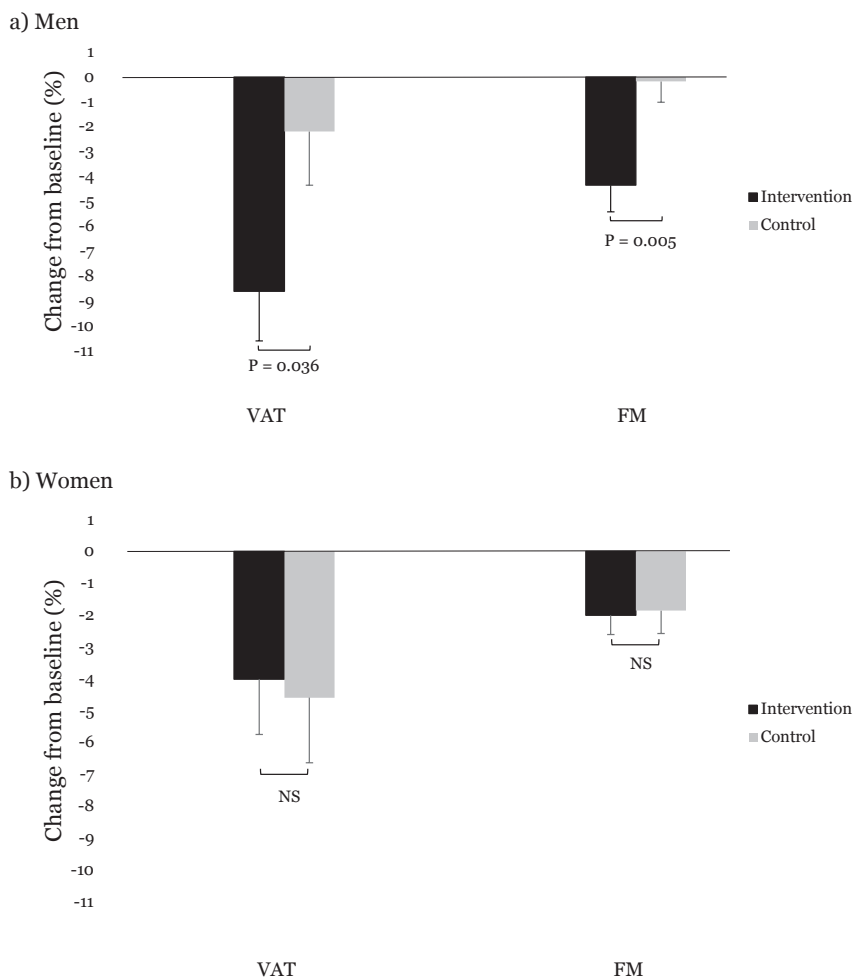 a) Men
Change from baseline (%)
1
0
-1
-2
-3
-4
-5
-6
-7
-8
-9
-10
-11
P = 0.036
P = 0.005
VAT
FM
Intervention
Control
b) Women
Change from baseline (%)
1
0
-1
-2
-3
-4
-5
-6
-7
-8
-9
-10
-11
NS
NS
VAT
FM
Intervention
Control